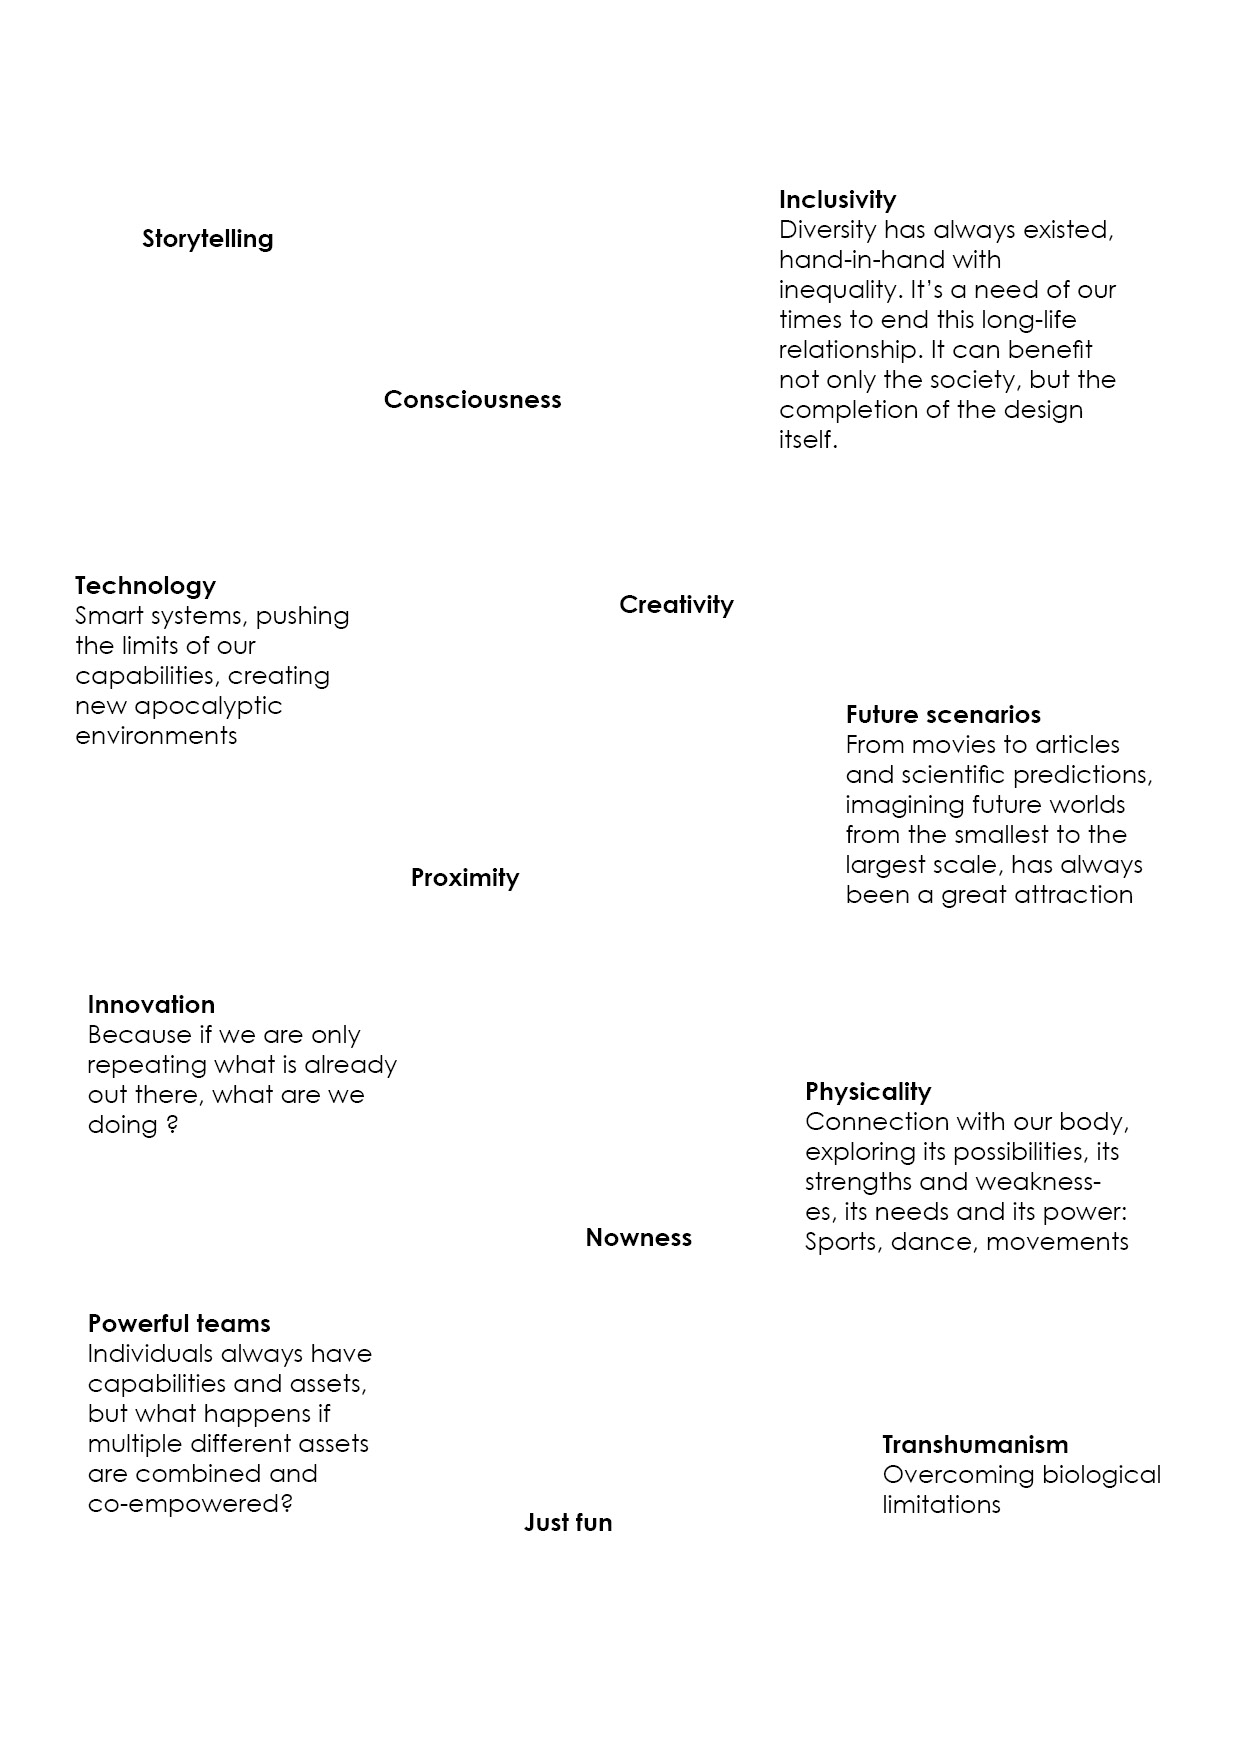 Storytelling
Inclusivity
Diversity has always existed,
hand-in-hand with
inequality. It’s a need of our
times to end this long-life
relationship. It can benefit
not only the society, but the
completion of the design
itself.
Consciousness
Technology
Smart systems, pushing
the limits of our
capabilities, creating
new apocalyptic
environments
Creativity
Future scenarios
From movies to articles
and scientific predictions,
imagining future worlds
from the smallest to the
largest scale, has always
been a great attraction
Proximity
Innovation
Because if we are only
repeating what is already
out there, what are we
doing ?
Physicality
Connection with our body,
exploring its possibilities, its
strengths and weakness-
es, its needs and its power:
Sports, dance, movements
Nowness
Powerful teams
Individuals always have
capabilities and assets,
but what happens if
multiple different assets
are combined and
co-empowered?
Transhumanism
Overcoming biological
limitations
Just fun